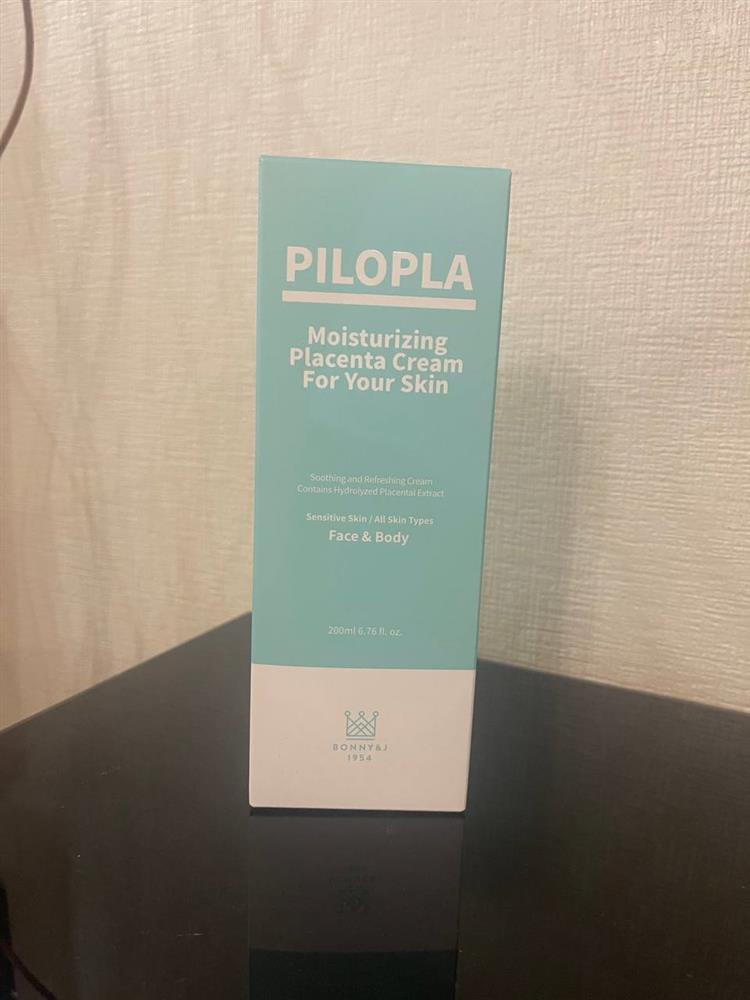 PILOPLA
Moisturizing
Placenta Cream
For Your Skin
Soothing and Refreshing Cream
Contains Hydrolyzed Placental Extract
Sensitive Skin / All Skin Types
Face & Body
200ml 6.76 fl. oz.
BONNY&J
1954